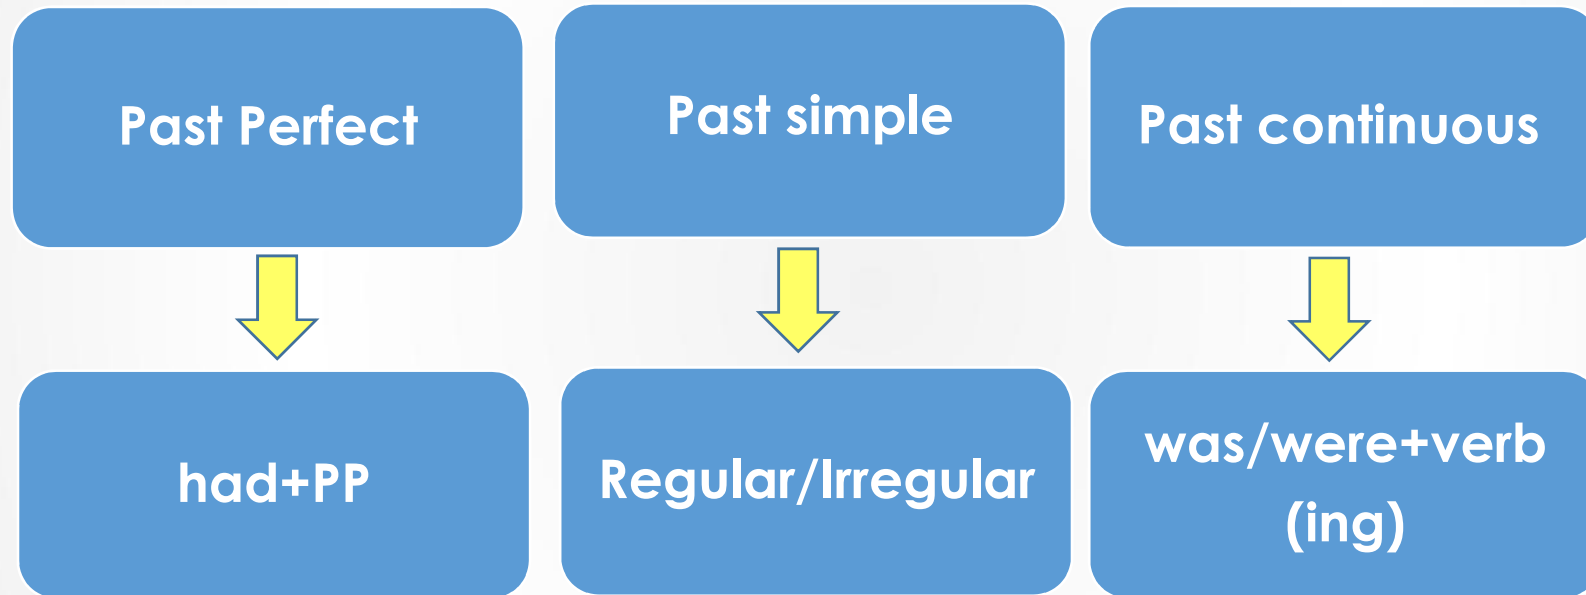 Past Perfect
Past simple
Past continuous
had+PP
Regular/Irregular
was/were+verb
(ing)